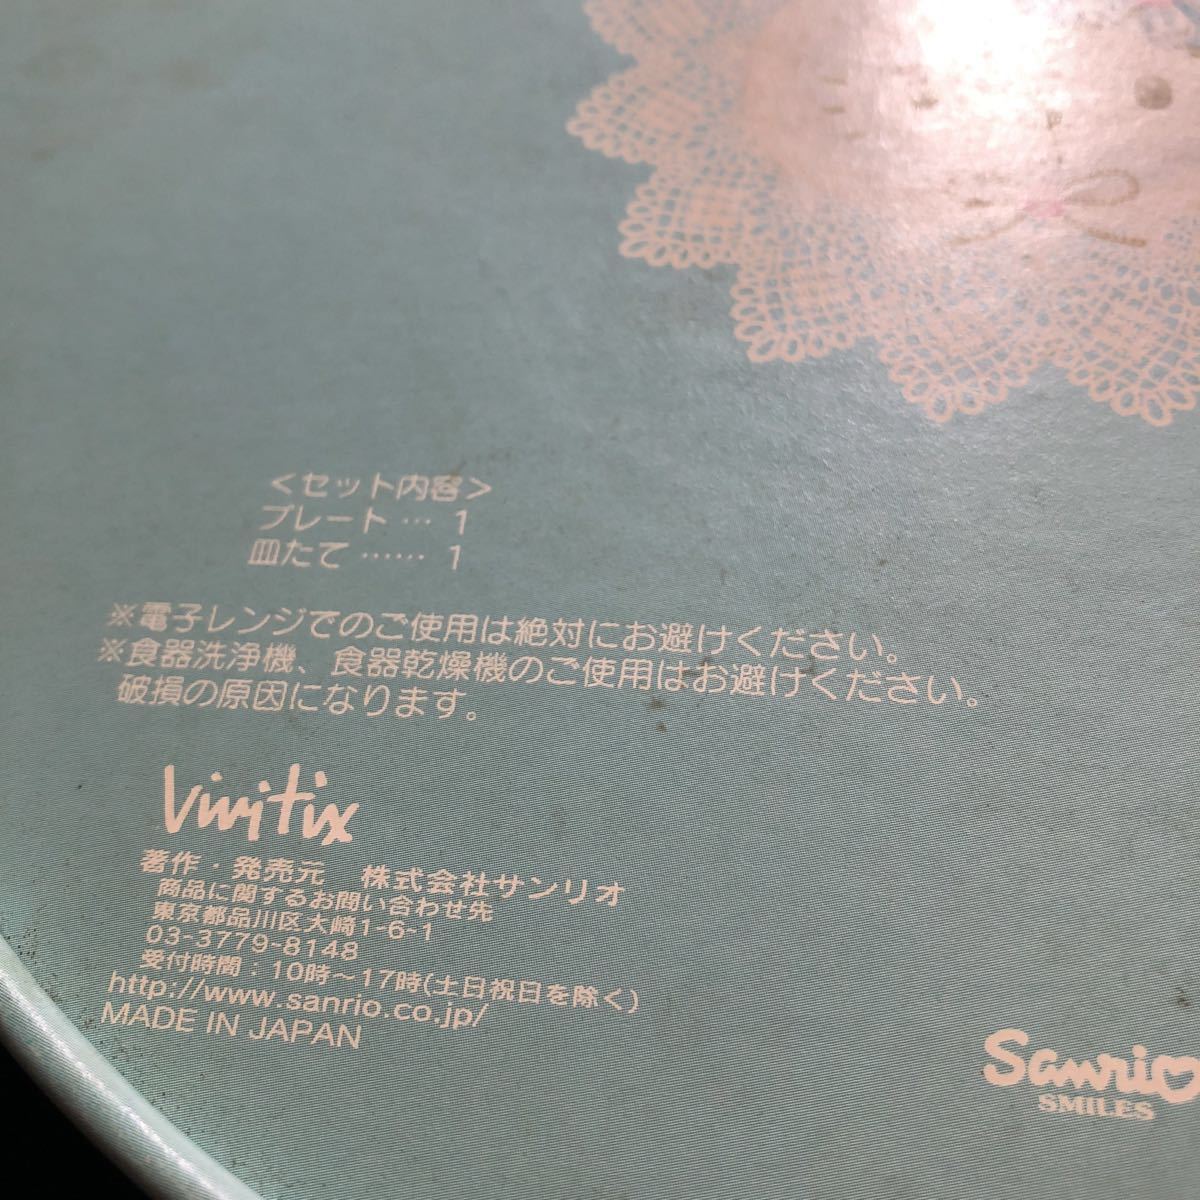 <セット内容>
プレート … 1
皿たて …… 1
※電子レンジでのご使用は絶対にお避けください。
※食器洗浄機、食器乾燥機のご使用はお避けください。
破損の原因になります。
Vivitix
著作・発売元　株式会社サンリオ
商品に関するお問い合わせ先
東京都品川区大崎1-6-1
03-3779-8148
受付時間：10時～17時(土日祝日を除く)
http://www.sanrio.co.jp/
MADE IN JAPAN
Sanrio
SMILES